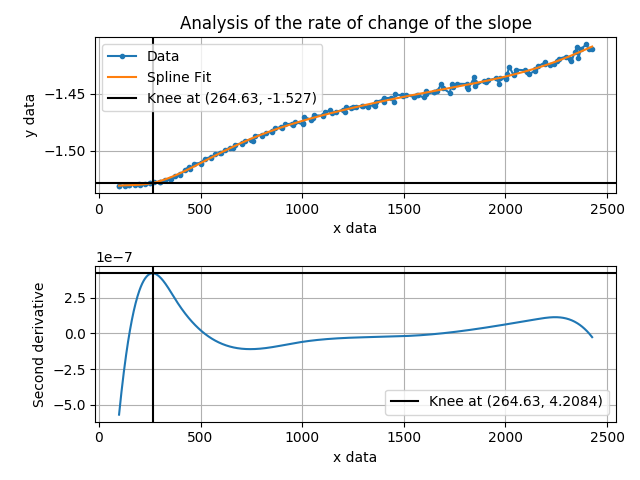 Analysis of the rate of change of the slope
Data
Spline Fit
Knee at (264.63, -1.527)
y data
−1.45
−1.50
0 500 1000 1500 2000 2500
x data
1e−7
Second derivative
2.5
0.0
−2.5
−5.0
Knee at (264.63, 4.2084)
0 500 1000 1500 2000 2500
x data